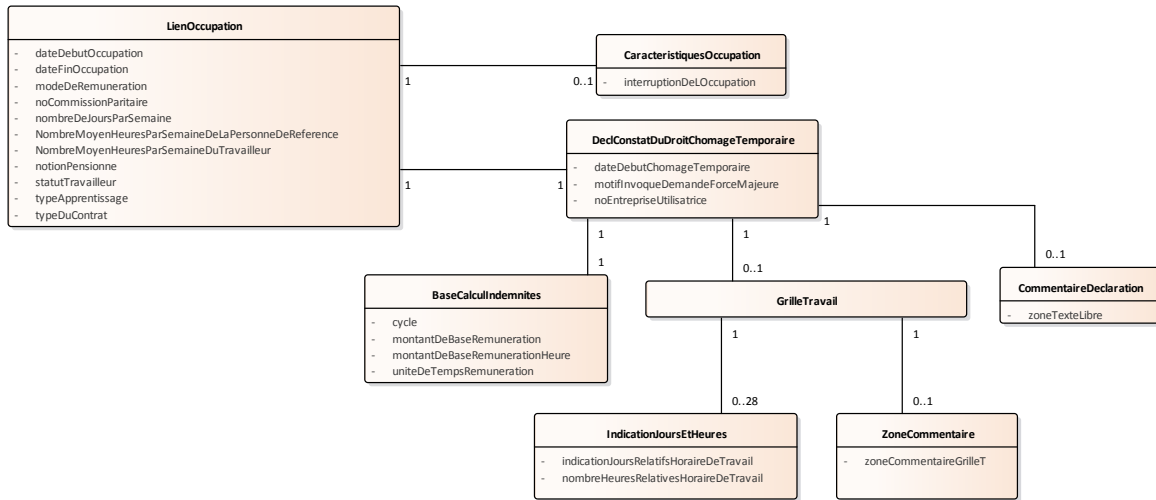 LienOccupation
- dateDebutOccupation
- dateFinOccupation
- modeDeRemuneration
- noCommissionParitaire
- nombreDeJoursParSemaine
- NombreMoyenHeuresParSemaineDeLaPersonneDeReference
- NombreMoyenHeuresParSemaineDuTravailleur
- notionPensionne
- statutTravailleur
- typeApprentissage
- typeDuContrat
1
0..1
CaracteristiquesOccupation
- interruptionDeLOccupation
1
1
DeclConstatDuDroitChomageTemporaire
- dateDebutChomageTemporaire
- motifInvoqueDemandeForceMajeure
- noEntrepriseUtilisatrice
1
1
1
0..1
1
0..1
BaseCalculIndemnites
- cycle
- montantDeBaseRemuneration
- montantDeBaseRemunerationHeure
- uniteDeTempsRemuneration
GrilleTravail
CommentaireDeclaration
- zoneTexteLibre
1
0..28
1
0..1
IndicationJoursEtHeures
- indicationJoursRelatifsHoraireDeTravail
- nombreHeuresRelativesHoraireDeTravail
ZoneCommentaire
- zoneCommentaireGrilleT